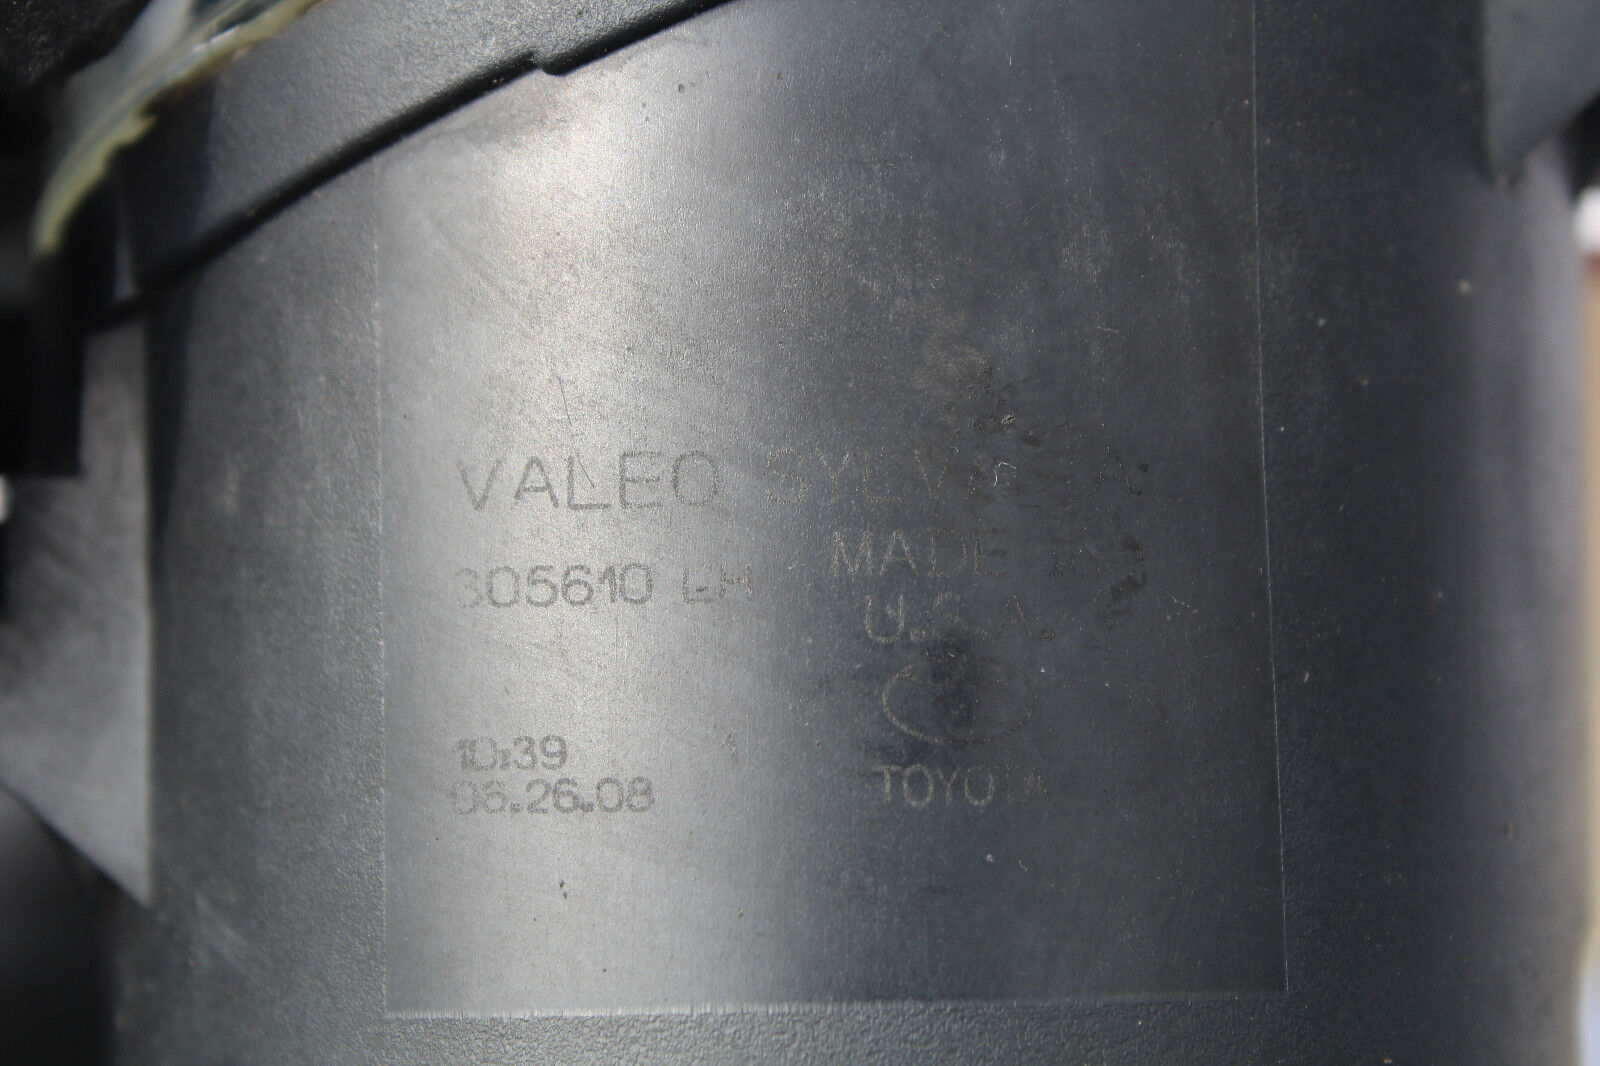 VALEO SYLVANIA
305610 LH
MADE IN
U.S.A.
10:39
06.26.08
TOYOTA